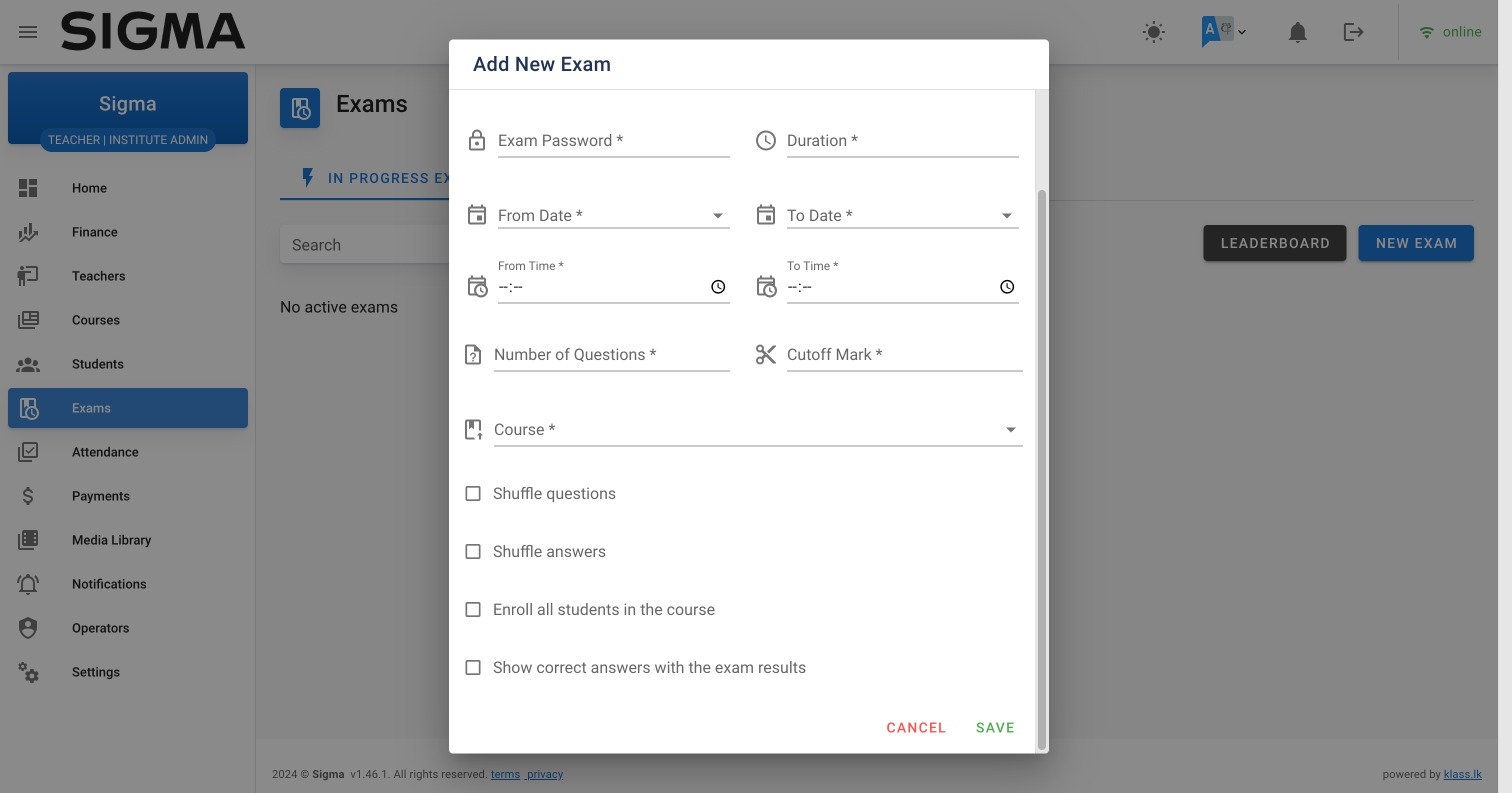 SIGMA
online
Sigma
TEACHER | INSTITUTE ADMIN
Home
Finance
Teachers
Courses
Students
Exams
Attendance
Payments
Media Library
Notifications
Operators
Settings
Exams
IN PROGRESS EX
Search
No active exams
LEADERBOARD
NEW EXAM
Add New Exam
Exam Password *
Duration *
From Date *
To Date *
From Time *
--:--
To Time *
--:--
Number of Questions *
Cutoff Mark *
Course *
Shuffle questions
Shuffle answers
Enroll all students in the course
Show correct answers with the exam results
CANCEL
SAVE
2024 © Sigma v1.46.1. All rights reserved. terms privacy
powered by klass.lk